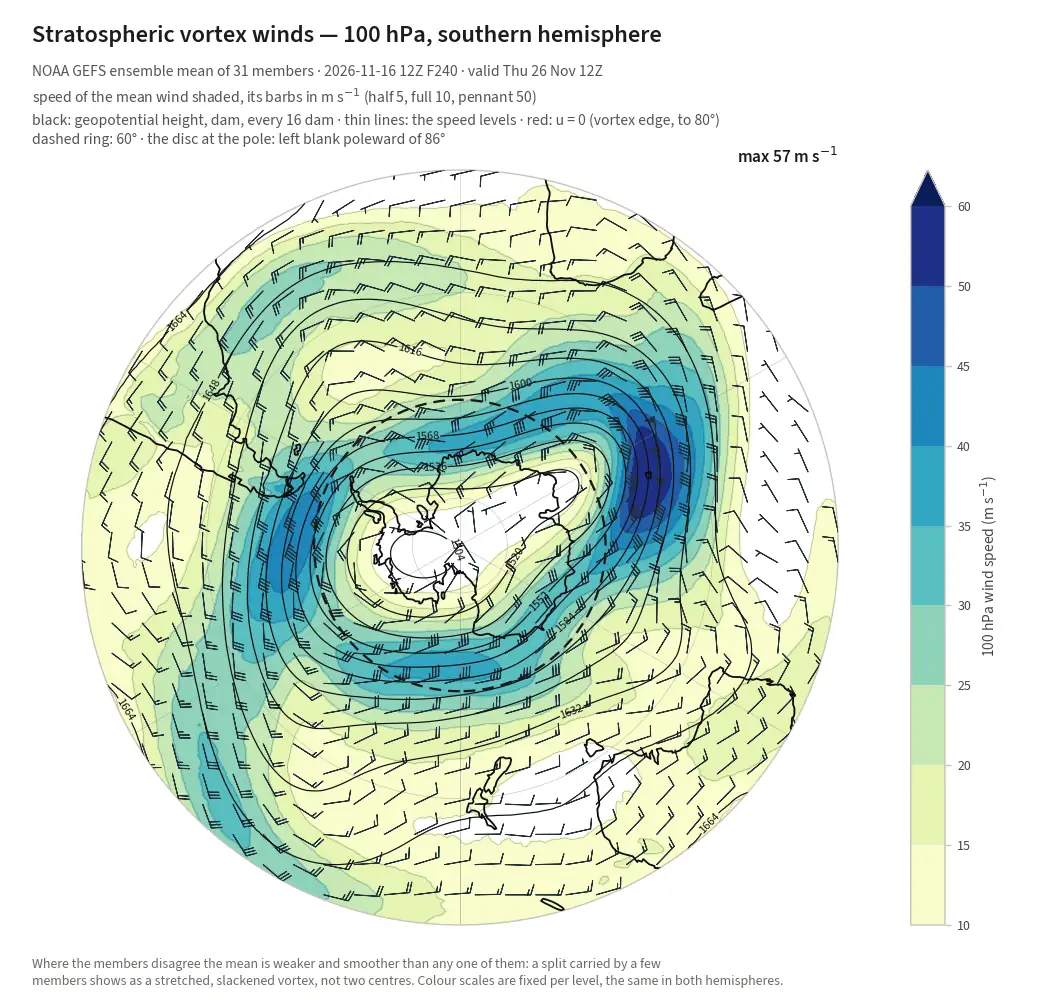 Stratospheric vortex winds — 100 hPa, southern hemisphere
NOAA GEFS ensemble mean of 31 members · 2026-11-16 12Z F240 · valid Thu 26 Nov 12Z
speed of the mean wind shaded, its barbs in m s⁻¹ (half 5, full 10, pennant 50)
black: geopotential height, dam, every 16 dam · thin lines: the speed levels · red: u = 0 (vortex edge, to 80°)
dashed ring: 60° · the disc at the pole: left blank poleward of 86°
max 57 m s⁻¹
60
50
45
40
35
30
25
20
15
10
100 hPa wind speed (m s⁻¹)
1664
1648
1616
1600
1568
1536
1504
1520
1552
1584
1632
1664
1664
Where the members disagree the mean is weaker and smoother than any one of them: a split carried by a few
members shows as a stretched, slackened vortex, not two centres. Colour scales are fixed per level, the same in both hemispheres.